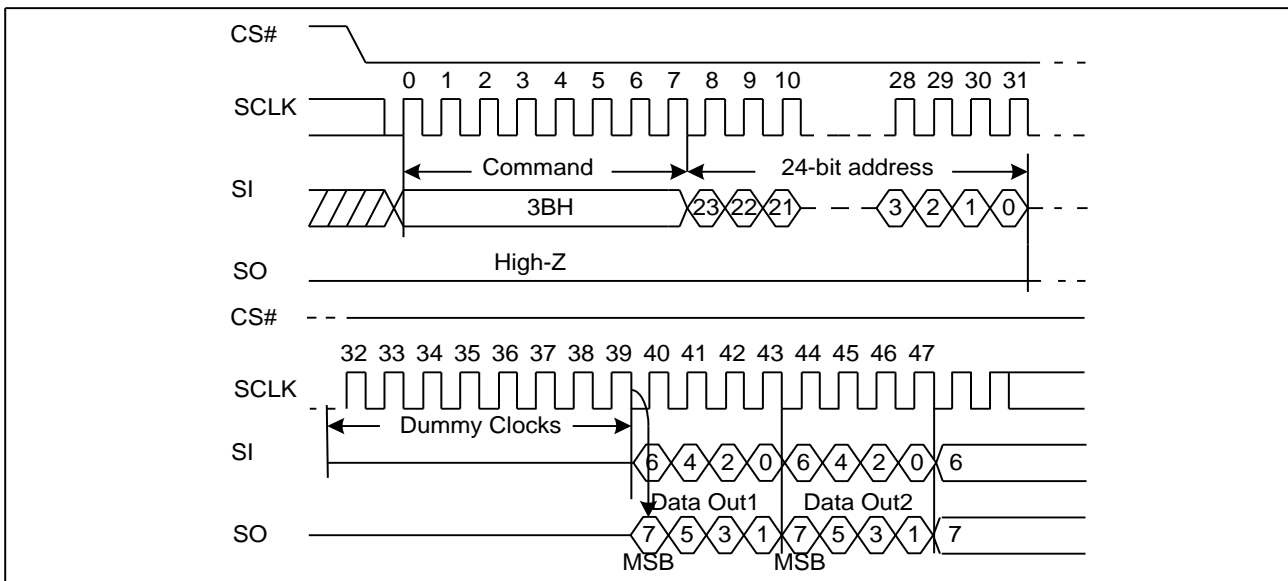 CS#
0 1 2 3 4 5 6 7 8 9 10 28 29 30 31
SCLK
Command 24-bit address
SI
3BH 23 22 21 3 2 1 0
High-Z
SO
CS#
32 33 34 35 36 37 38 39 40 41 42 43 44 45 46 47
SCLK
Dummy Clocks
SI
6 4 2 0 6 4 2 0 6
Data Out1 Data Out2
SO 7 5 3 1 7 5 3 1 7
MSB MSB